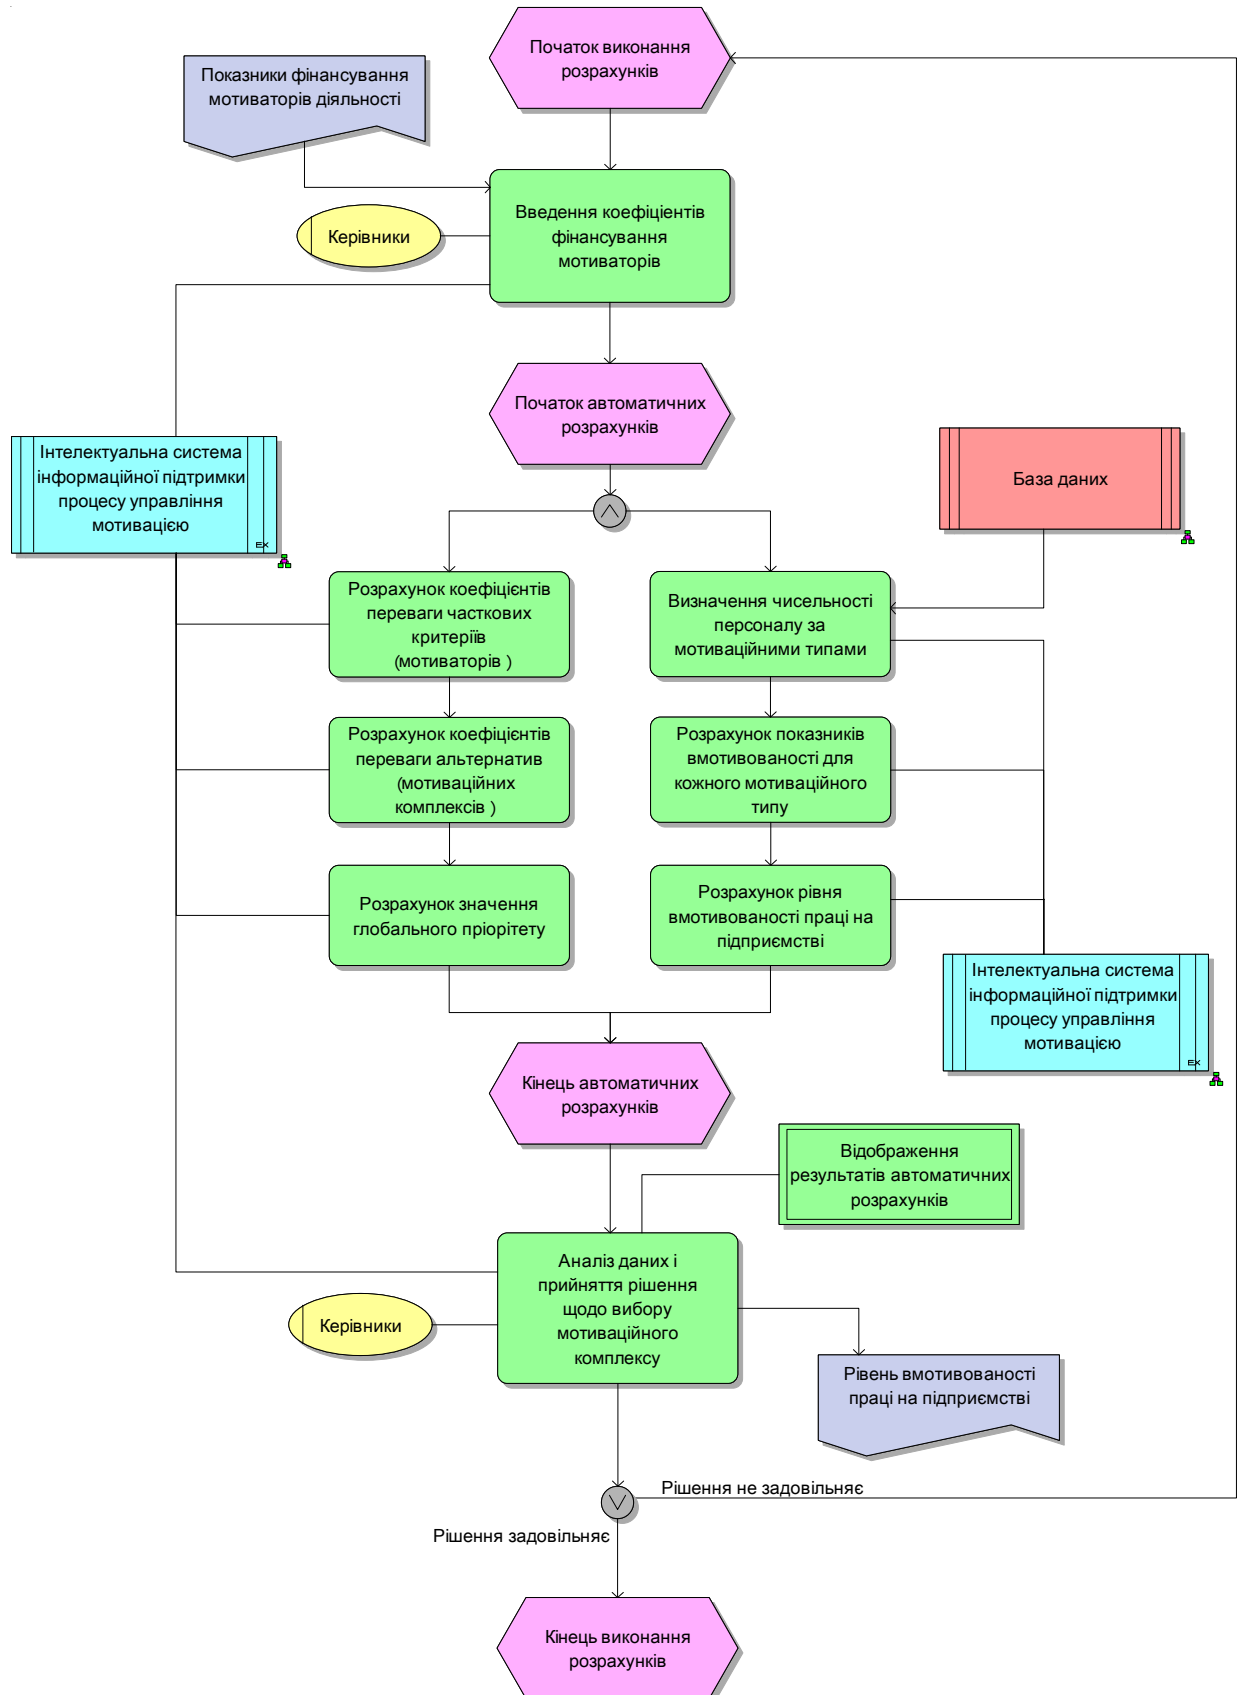 Початок виконання
розрахунків
Показники фінансування
мотиваторів діяльності
Введення коефіціентів
фінансування
мотиваторів
Керівники
Початок автоматичних
розрахунків
Інтелектуальна система
інформаційної підтримки
процесу управління
мотивацією
EX
База даних
Розрахунок коефіцієнтів
переваги часткових
критеріїв
(мотиваторів )
Визначення чисельності
персоналу за
мотиваційними типами
Розрахунок коефіцієнтів
переваги альтернатив
(мотиваційних
комплексів )
Розрахунок показників
вмотивованості для
кожного мотиваційного
типу
Розрахунок значення
глобального пріорітету
Розрахунок рівня
вмотивованості праці на
підприємстві
Інтелектуальна система
інформаційної підтримки
процесу управління
мотивацією
EX
Кінець автоматичних
розрахунків
Відображення
результатів автоматичних
розрахунків
Аналіз даних і
прийняття рішення
щодо вибору
мотиваційного
комплексу
Керівники
Рівень вмотивованості
праці на підприємстві
Рішення не задовільняє
Рішення задовільняє
Кінець виконання
розрахунків